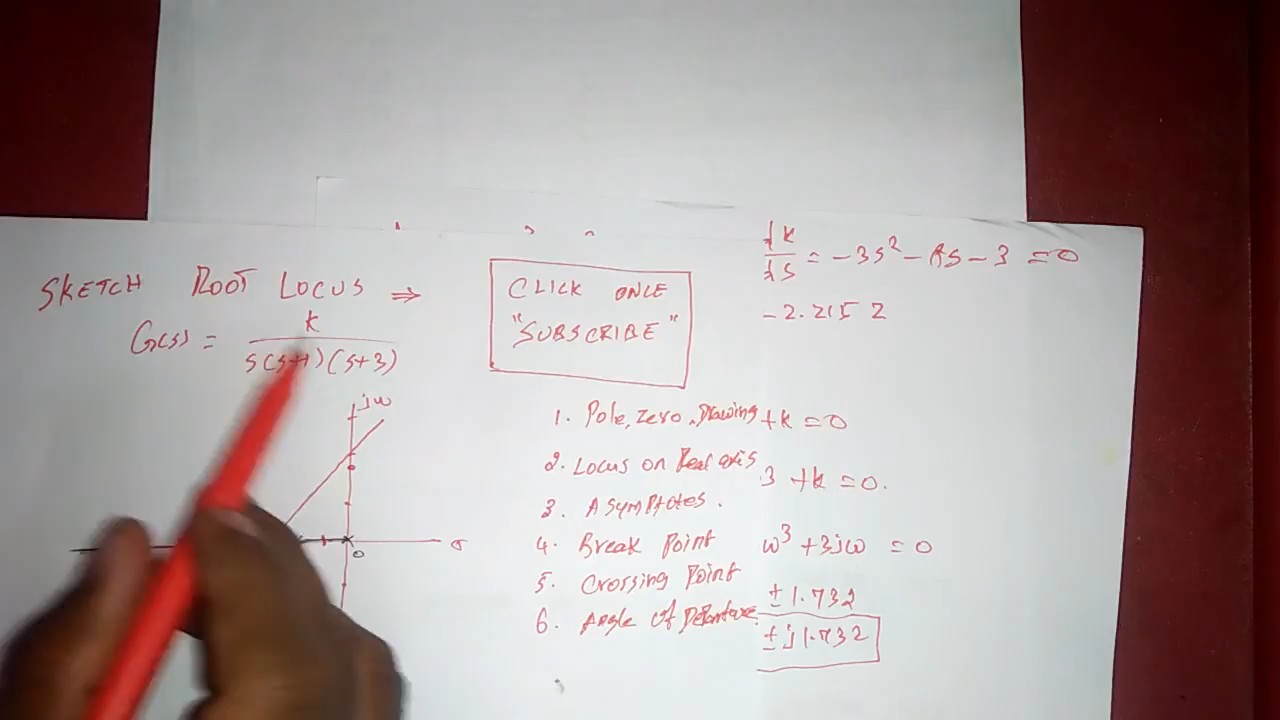 SKETCH ROOT LOCUS ⇒
G(s) = k / s(s+1)(s+3)
CLICK ONCE
"SUBSCRIBE"
dk/ds = -3s² - 8s - 3 = 0
-2.2152
jω
σ
0
1. Pole, zero, Drawing
2. Locus on Real axis
3. Asymptotes.
4. Break Point
5. Crossing Point
6. Angle of Departure
+k = 0
3 + k = 0.
ω³ + 3jω = 0
± 1.732
± j1.732